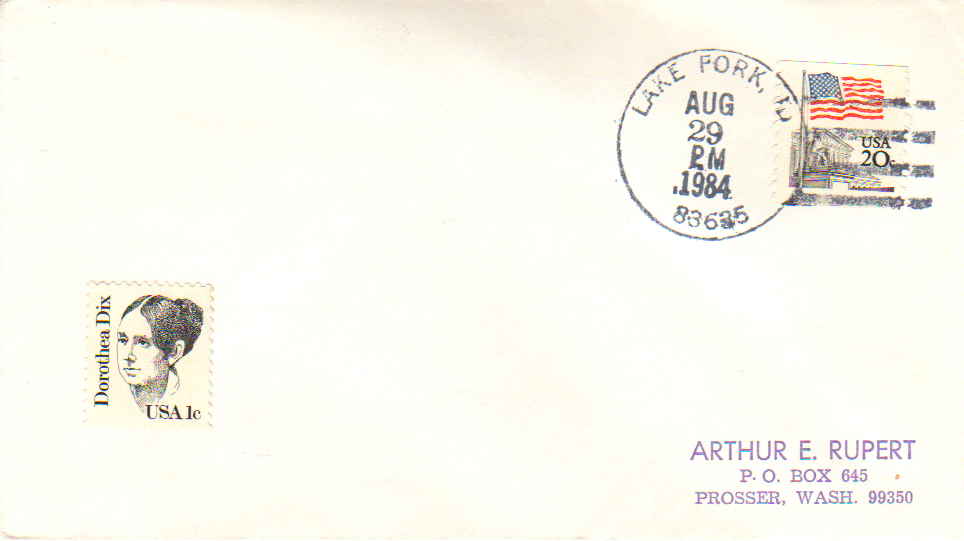 LAKE FORK, ID
AUG
29
PM
1984
83635
USA
20c
Dorothea Dix
USA 1c
ARTHUR E. RUPERT
P. O. BOX 645
PROSSER, WASH. 99350